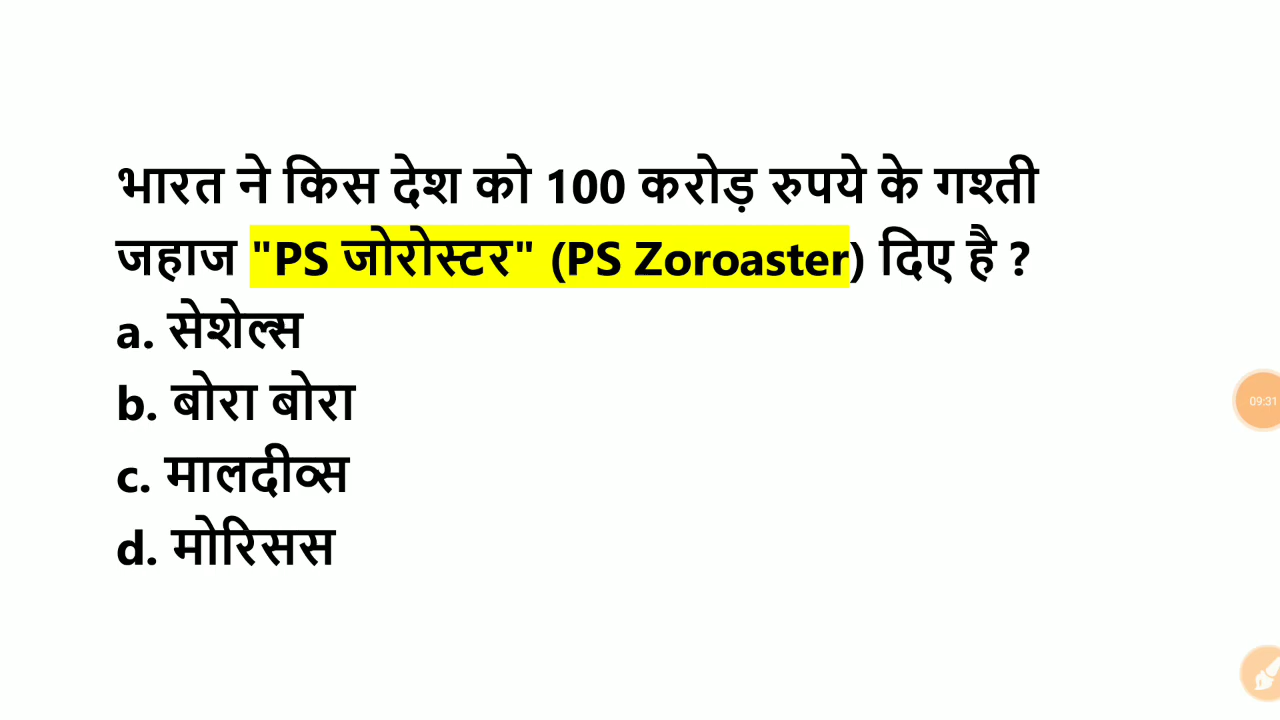 भारत ने किस देश को 100 करोड़ रुपये के गश्ती
जहाज "PS जोरोस्टर" (PS Zoroaster) दिए है ?
a. सेशेल्स
b. बोरा बोरा
c. मालदीव्स
d. मोरिसस
09:31